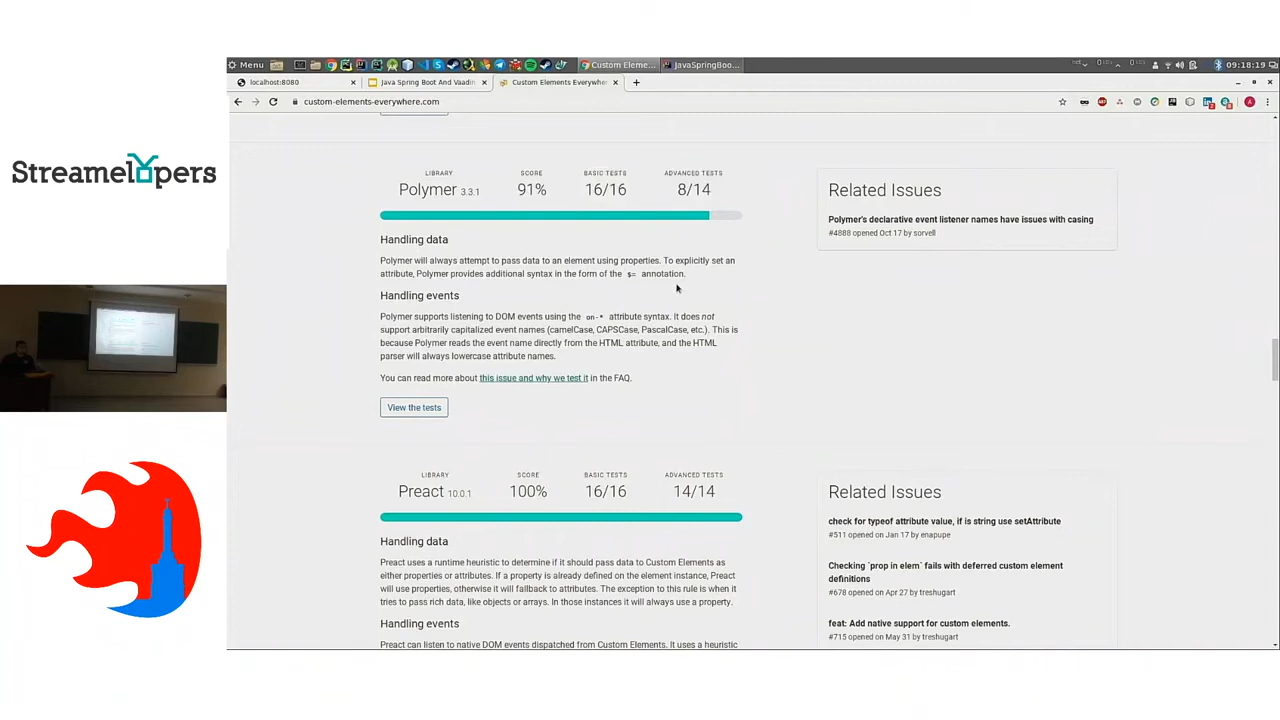 Menu
Custom Eleme...
JavaSpringBoo...
09:18:19
localhost:8080
Java Spring Boot And Vaadin
Custom Elements Everywher
custom-elements-everywhere.com
Streamelopers
LIBRARY
SCORE
BASIC TESTS
ADVANCED TESTS
Polymer 3.3.1
91%
16/16
8/14
Handling data
Polymer will always attempt to pass data to an element using properties. To explicitly set an
attribute, Polymer provides additional syntax in the form of the $= annotation.
Handling events
Polymer supports listening to DOM events using the on-* attribute syntax. It does not
support arbitrarily capitalized event names (camelCase, CAPSCase, PascalCase, etc.). This is
because Polymer reads the event name directly from the HTML attribute, and the HTML
parser will always lowercase attribute names.
You can read more about this issue and why we test it in the FAQ.
View the tests
Related Issues
Polymer's declarative event listener names have issues with casing
#4888 opened Oct 17 by sorvell
LIBRARY
SCORE
BASIC TESTS
ADVANCED TESTS
Preact 10.0.1
100%
16/16
14/14
Handling data
Preact uses a runtime heuristic to determine if it should pass data to Custom Elements as
either properties or attributes. If a property is already defined on the element instance, Preact
will use properties, otherwise it will fallback to attributes. The exception to this rule is when it
tries to pass rich data, like objects or arrays. In those instances it will always use a property.
Handling events
Preact can listen to native DOM events dispatched from Custom Elements. It uses a heuristic
Related Issues
check for typeof attribute value, if is string use setAttribute
#511 opened on Jan 17 by enapupe
Checking `prop in elem` fails with deferred custom element
definitions
#678 opened on Apr 27 by treshugart
feat: Add native support for custom elements.
#715 opened on May 31 by treshugart